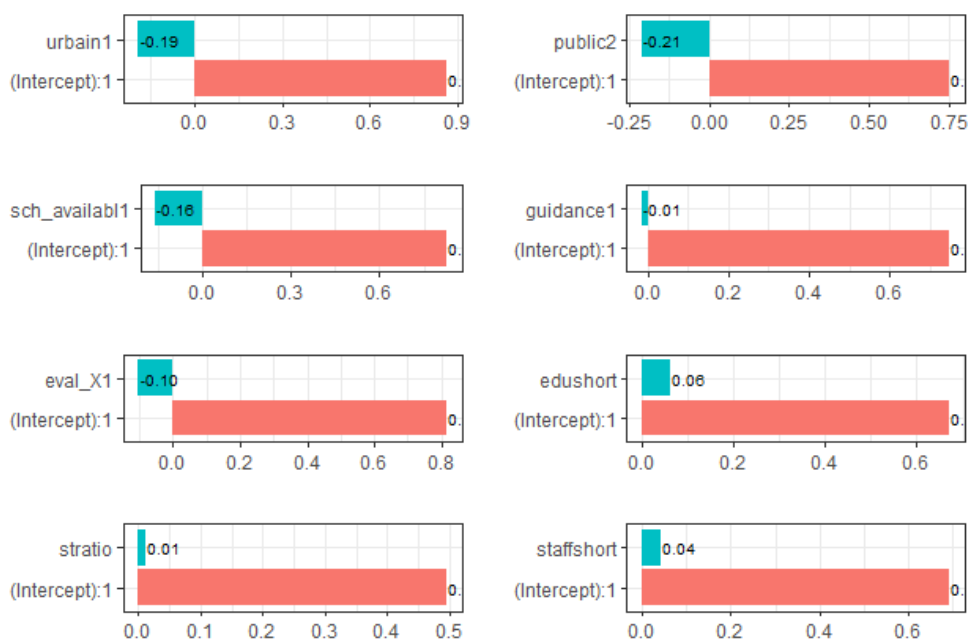 urbain1
-0.19
(Intercept):1
0.
0.0 0.3 0.6 0.9
public2
-0.21
(Intercept):1
0.
-0.25 0.00 0.25 0.50 0.75
sch_availabl1
-0.16
(Intercept):1
0.
0.0 0.3 0.6
guidance1
-0.01
(Intercept):1
0.
0.0 0.2 0.4 0.6
eval_X1
-0.10
(Intercept):1
0.
0.0 0.2 0.4 0.6 0.8
edushort
0.06
(Intercept):1
0.
0.0 0.2 0.4 0.6
stratio
0.01
(Intercept):1
0.
0.0 0.1 0.2 0.3 0.4 0.5
staffshort
0.04
(Intercept):1
0.
0.0 0.2 0.4 0.6